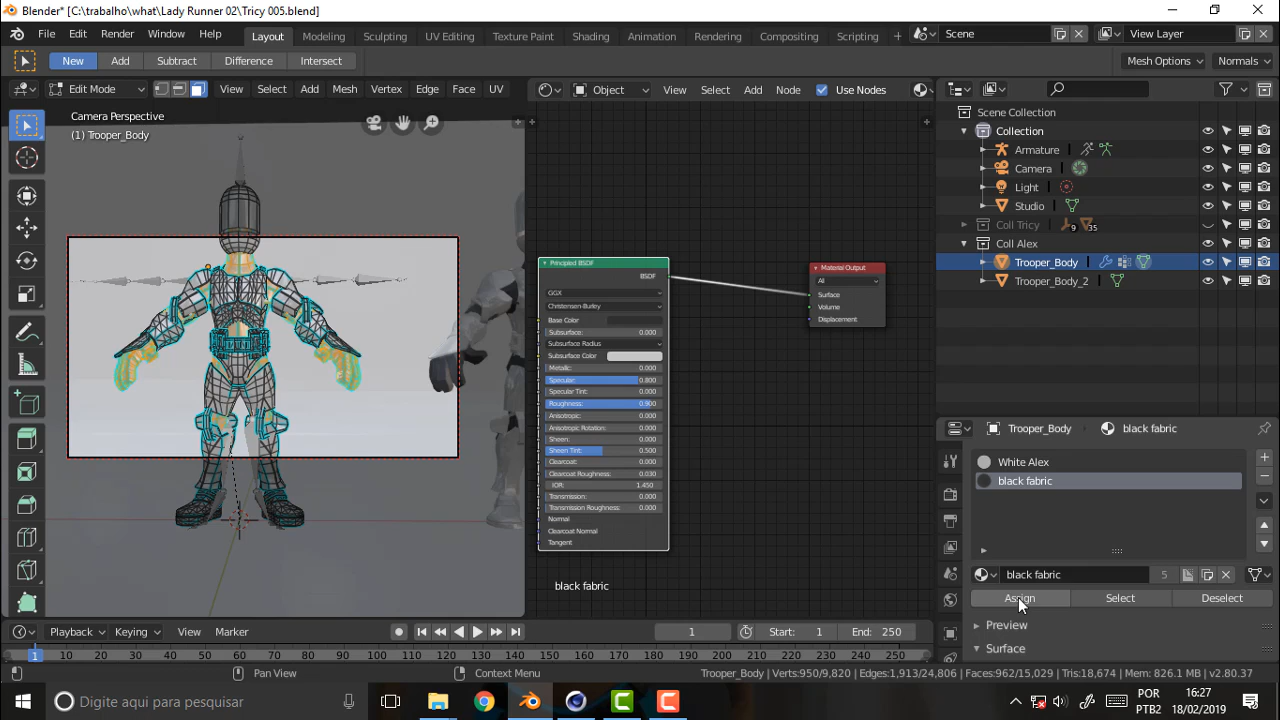 Blender* [C:\trabalho\what\Lady Runner 02\Tricy 005.blend]
File Edit Render Window Help Layout Modeling Sculpting UV Editing Texture Paint Shading Animation Rendering Compositing Scripting + Scene View Layer
New Add Subtract Difference Intersect Mesh Options Normals
Edit Mode View Select Add Mesh Vertex Edge Face UV Object View Select Add Node Use Nodes
Camera Perspective
(1) Trooper_Body
Principled BSDF
BSDF
GGX
Christensen-Burley
Base Color
Subsurface: 0.000
Subsurface Radius
Subsurface Color
Metallic: 0.000
Specular: 0.800
Specular Tint: 0.000
Roughness: 0.900
Anisotropic: 0.000
Anisotropic Rotation: 0.000
Sheen: 0.000
Sheen Tint: 0.500
Clearcoat: 0.000
Clearcoat Roughness: 0.030
IOR: 1.450
Transmission: 0.000
Transmission Roughness: 0.000
Normal
Clearcoat Normal
Tangent
Material Output
All
Surface
Volume
Displacement
black fabric
Scene Collection
Collection
Armature
Camera
Light
Studio
Coll Tricy 9 35
Coll Alex
Trooper_Body
Trooper_Body_2
Trooper_Body black fabric
White Alex
black fabric
black fabric 5
Assign Select Deselect
Preview
Surface
Playback Keying View Marker 1 Start: 1 End: 250
1 10 20 30 40 50 60 70 80 90 100 110 120 130 140 150 160 170 180 190 200 210 220 230 240 250
Pan View Context Menu Trooper_Body | Verts:950/9,820 | Edges:1,311/24,806 | Faces:962/15,029 | Tris:18,674 | Mem: 826.1 MB | v2.80.37
Digite aqui para pesquisar
POR
PTB2
16:27
18/02/2019